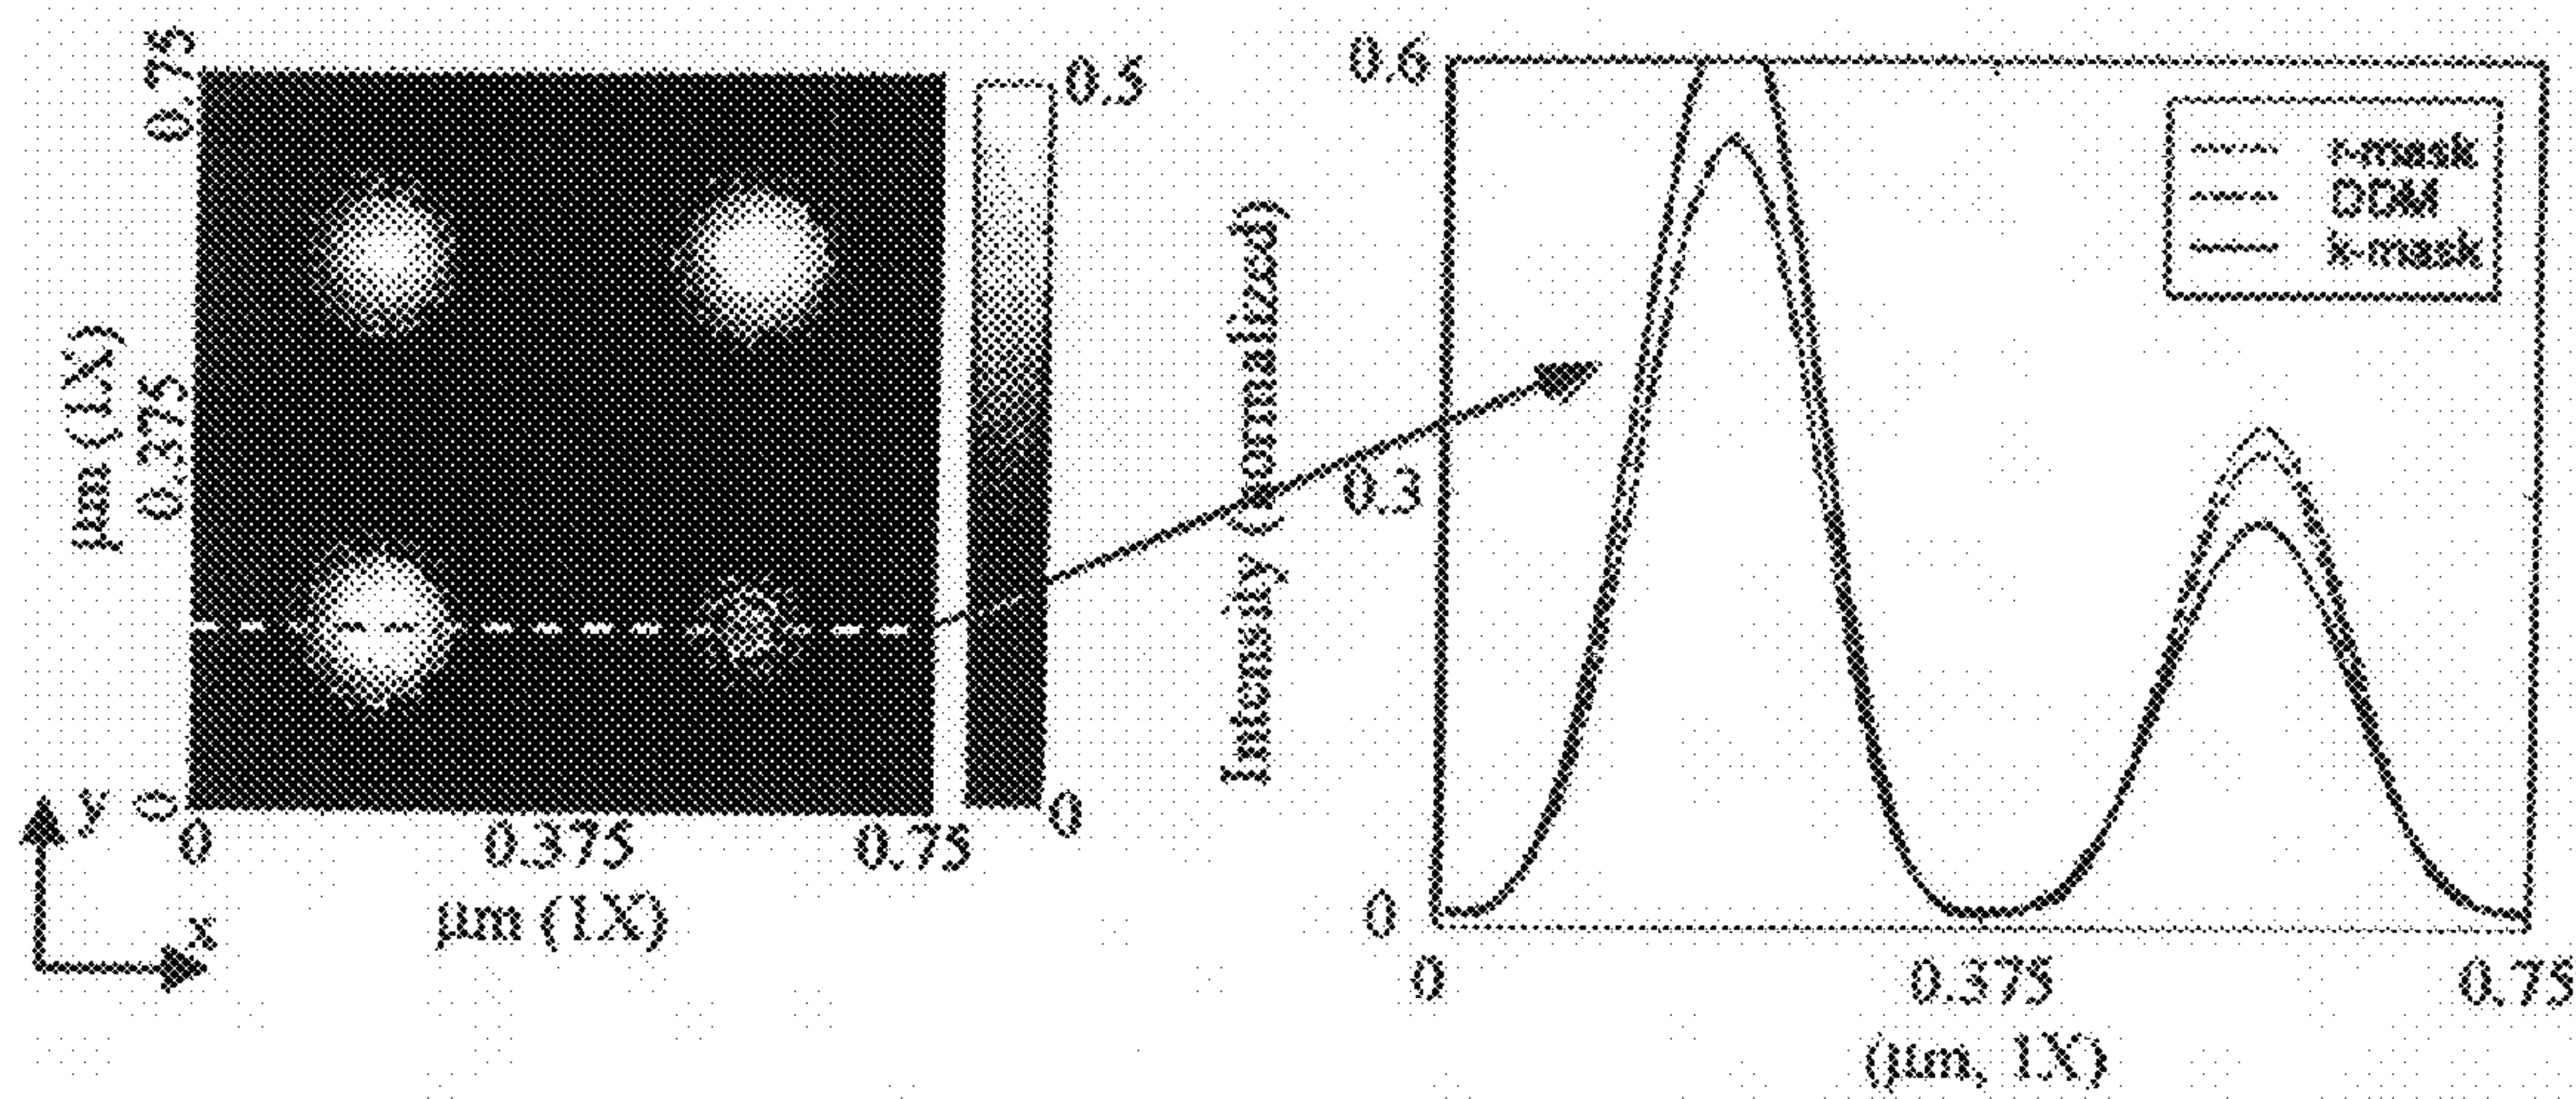 0.75
0.5
µm (1X)
0.375
0
y
x
0
0.375
0.75
0
µm (1X)
0.6
Intensity (normalized)
0.3
0
r-mask
DDM
x-mask
0
0.375
0.75
(µm, 1X)